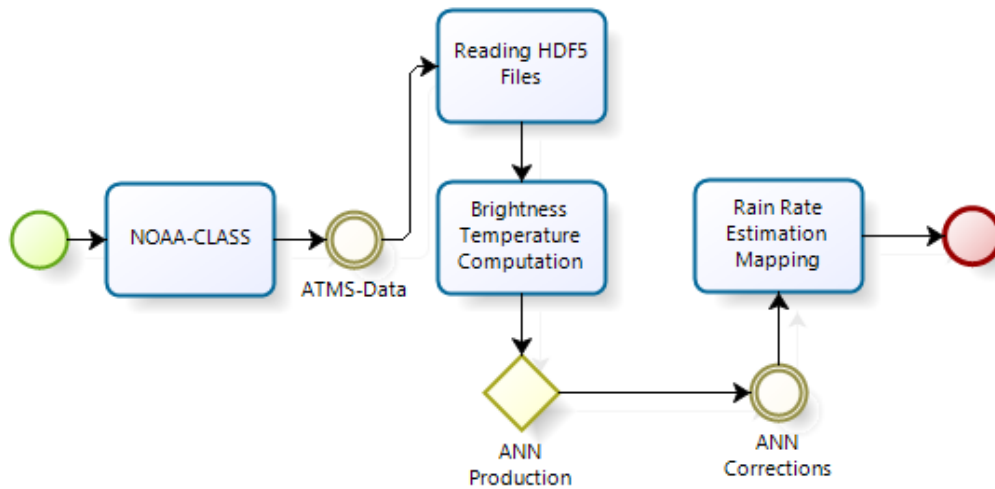 Reading HDF5
Files
NOAA-CLASS
ATMS-Data
Brightness
Temperature
Computation
Rain Rate
Estimation
Mapping
ANN
Production
ANN
Corrections